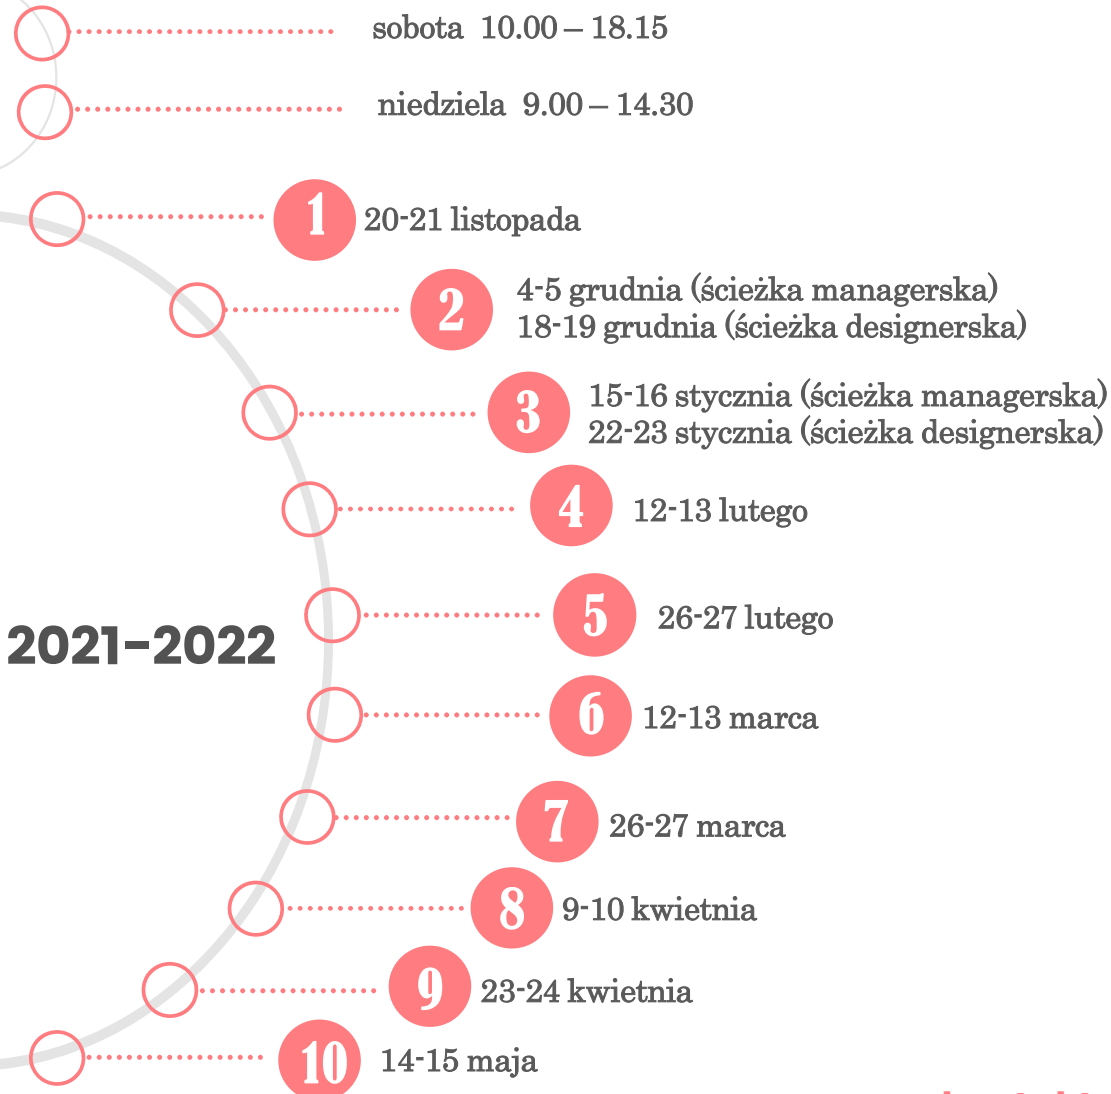 sobota 10.00 – 18.15
niedziela 9.00 – 14.30
1 20-21 listopada
2 4-5 grudnia (ścieżka managerska)
18-19 grudnia (ścieżka designerska)
3 15-16 stycznia (ścieżka managerska)
22-23 stycznia (ścieżka designerska)
4 12-13 lutego
5 26-27 lutego
2021-2022
6 12-13 marca
7 26-27 marca
8 9-10 kwietnia
9 23-24 kwietnia
10 14-15 maja